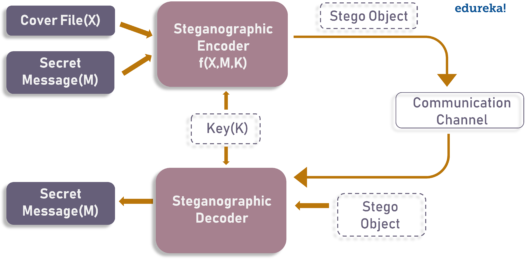 Cover File(X)
Secret
Message(M)
Steganographic
Encoder
f(X,M,K)
Stego Object
edureka!
Communication
Channel
Key(K)
Secret
Message(M)
Steganographic
Decoder
Stego
Object